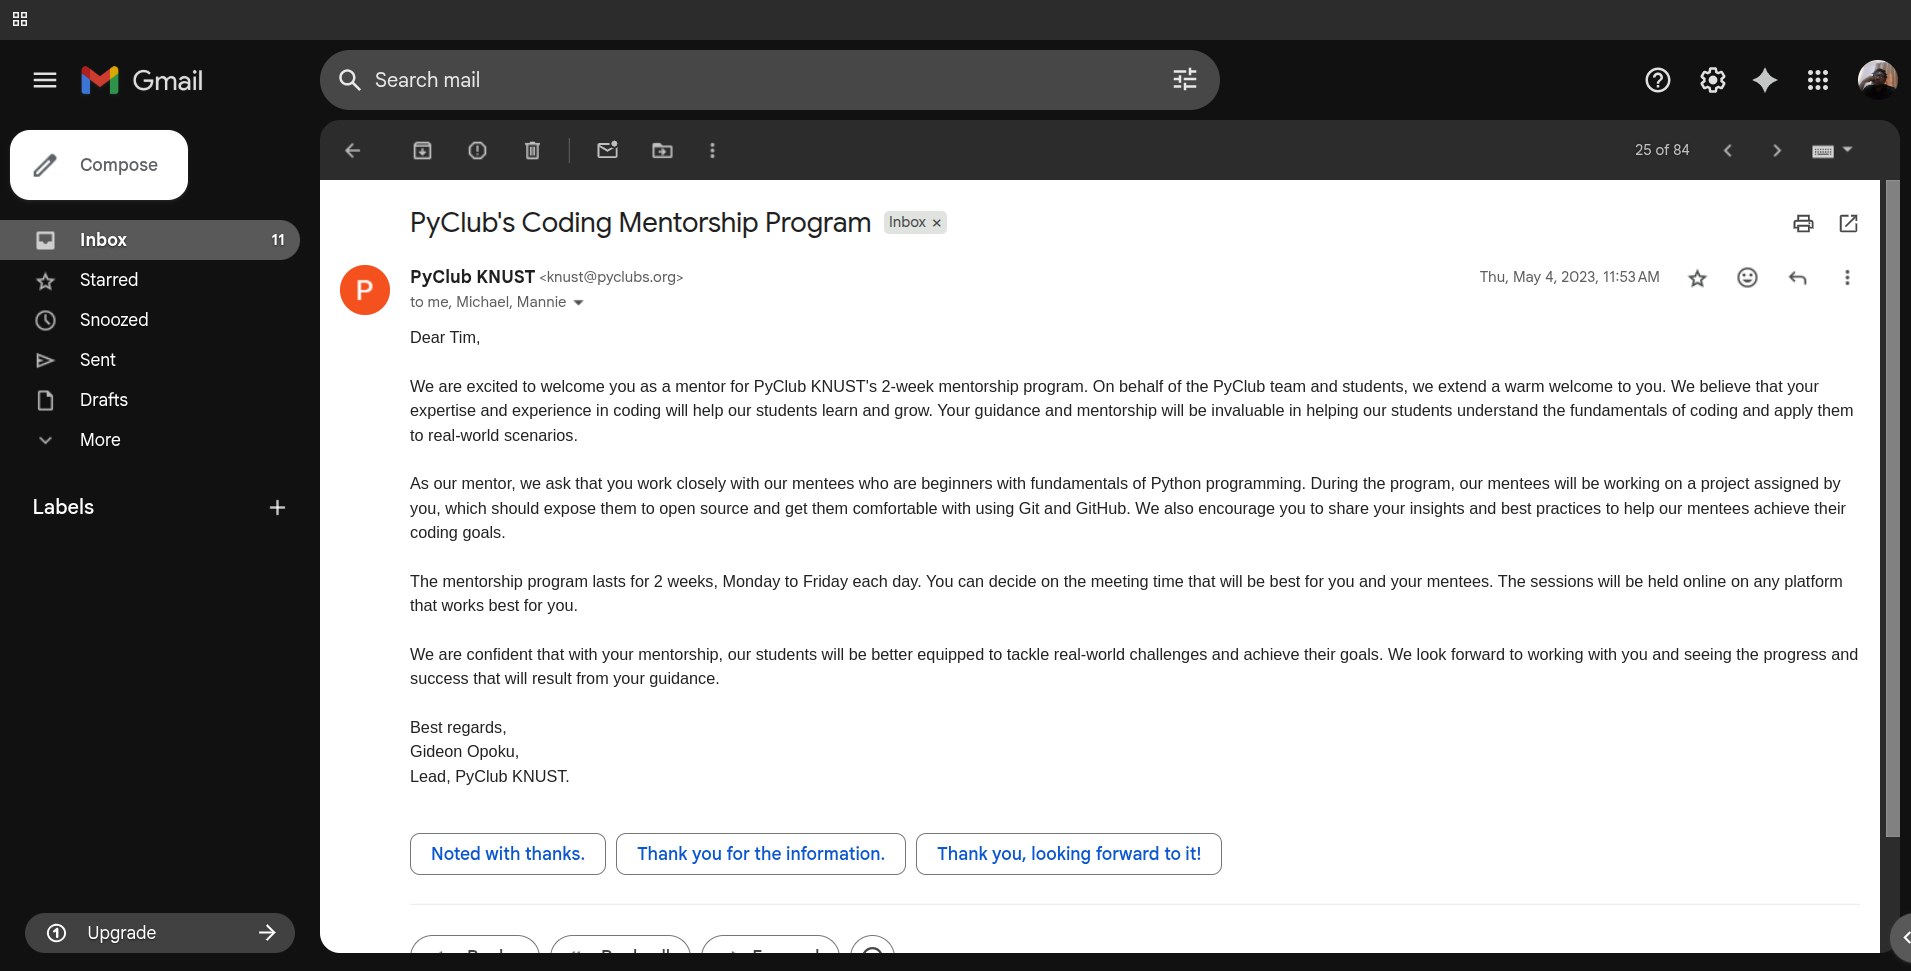 Gmail
Search mail
Compose
25 of 84
Inbox 11
Starred
Snoozed
Sent
Drafts
More
Labels
Upgrade
PyClub's Coding Mentorship Program Inbox ×
PyClub KNUST <knust@pyclubs.org> Thu, May 4, 2023, 11:53 AM
P
to me, Michael, Mannie
Dear Tim,
We are excited to welcome you as a mentor for PyClub KNUST's 2-week mentorship program. On behalf of the PyClub team and students, we extend a warm welcome to you. We believe that your
expertise and experience in coding will help our students learn and grow. Your guidance and mentorship will be invaluable in helping our students understand the fundamentals of coding and apply them
to real-world scenarios.
As our mentor, we ask that you work closely with our mentees who are beginners with fundamentals of Python programming. During the program, our mentees will be working on a project assigned by
you, which should expose them to open source and get them comfortable with using Git and GitHub. We also encourage you to share your insights and best practices to help our mentees achieve their
coding goals.
The mentorship program lasts for 2 weeks, Monday to Friday each day. You can decide on the meeting time that will be best for you and your mentees. The sessions will be held online on any platform
that works best for you.
We are confident that with your mentorship, our students will be better equipped to tackle real-world challenges and achieve their goals. We look forward to working with you and seeing the progress and
success that will result from your guidance.
Best regards,
Gideon Opoku,
Lead, PyClub KNUST.
Noted with thanks.
Thank you for the information.
Thank you, looking forward to it!